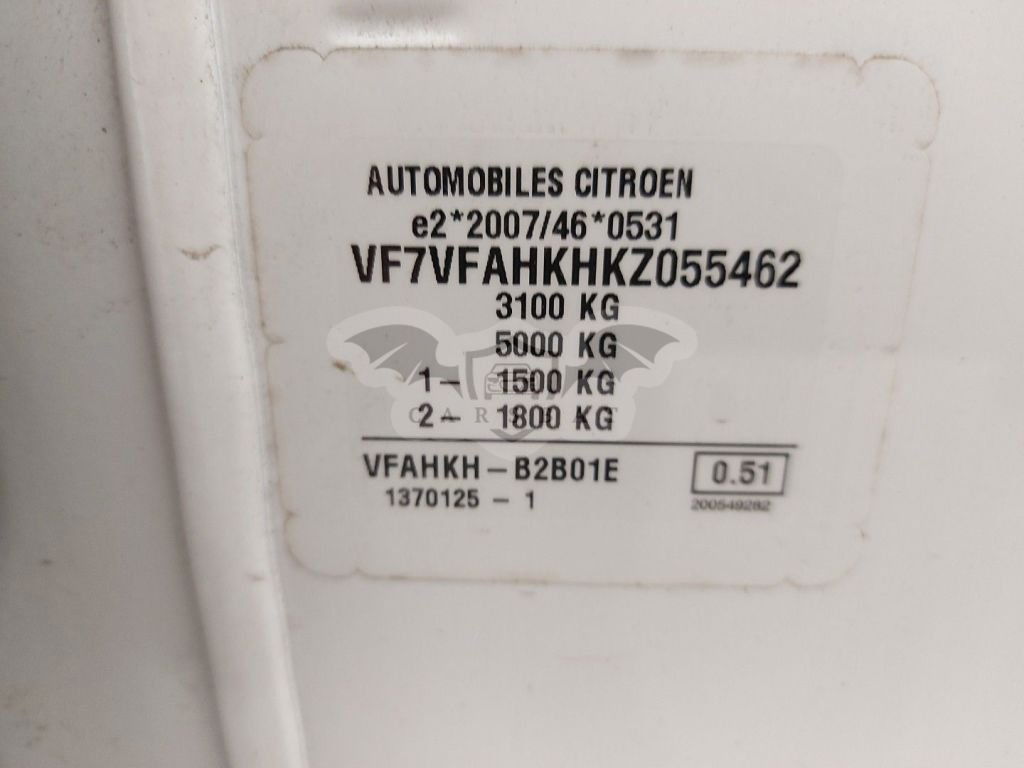 AUTOMOBILES CITROEN
e2*2007/46*0531
VF7VFAHKHKZ055462
3100 KG
5000 KG
1- 1500 KG
2- 1800 KG
VFAHKH-B2B01E 0.51
1370125 - 1 200549282